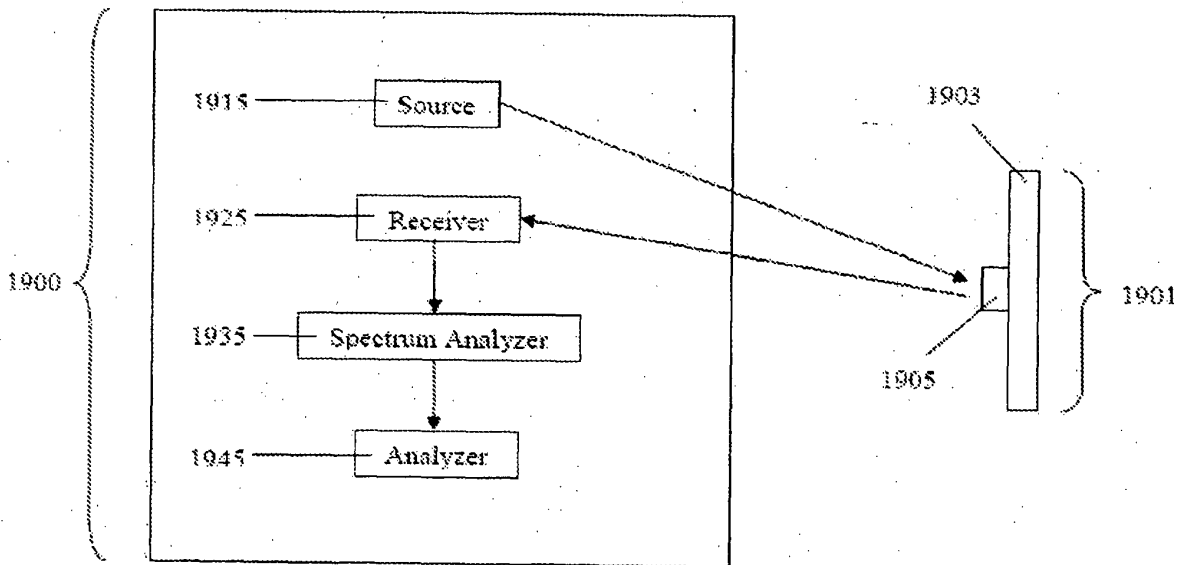 1915 Source
1903
1925 Receiver
1900
1901
1935 Spectrum Analyzer
1905
1945 Analyzer